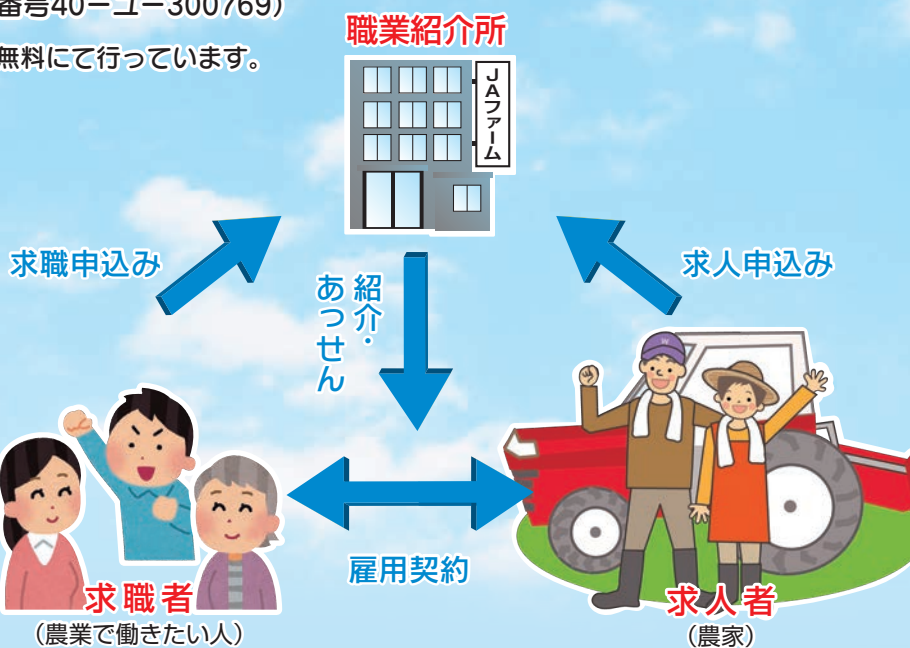 番号40ーユー300769)
無料にて行っています。
職業紹介所
JAファーム
求職申込み
求人申込み
紹介・
あつせん
雇用契約
求職者
(農業で働きたい人)
求人者
(農家)
W